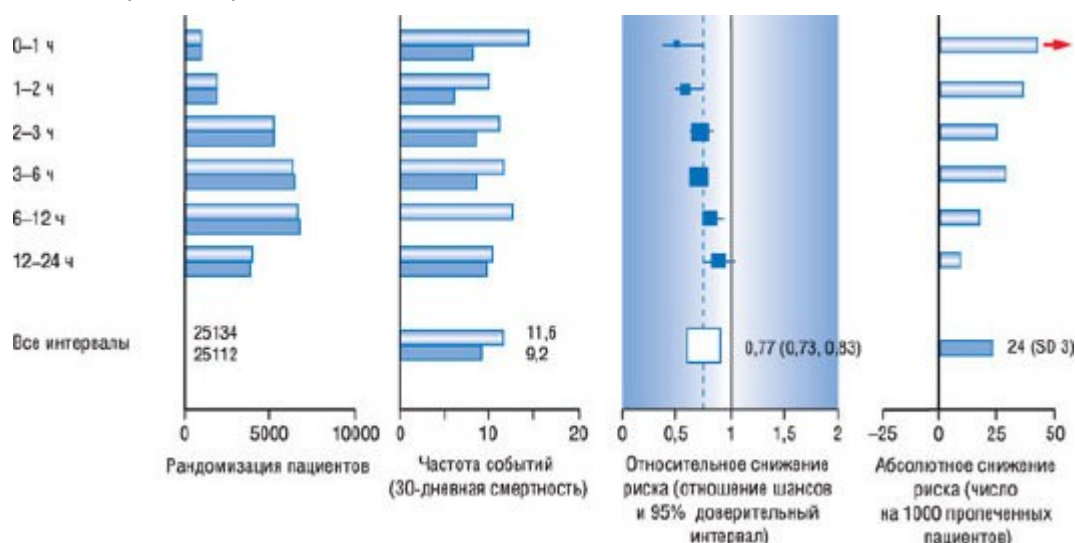 0–1 ч
1–2 ч
2–3 ч
3–6 ч
6–12 ч
12–24 ч
Все интервалы
25134
25112
11,6
9,2
0,77 (0,73, 0,83)
24 (SD 3)
0 5000 10000
0 10 20
0 0,5 1 1,5 2
–25 0 25 50
Рандомизация пациентов
Частота событий
(30-дневная смертность)
Относительное снижение
риска (отношение шансов
и 95% доверительный
интервал)
Абсолютное снижение
риска (число
на 1000 пролеченных
пациентов)